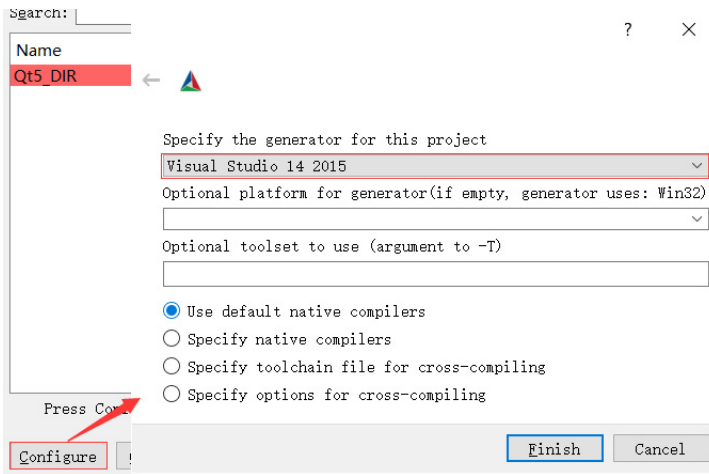 Search:
Name
Qt5_DIR
?
Specify the generator for this project
Visual Studio 14 2015
Optional platform for generator(if empty, generator uses: Win32)
Optional toolset to use (argument to -T)
Use default native compilers
Specify native compilers
Specify toolchain file for cross-compiling
Specify options for cross-compiling
Press
Configure
Finish
Cancel